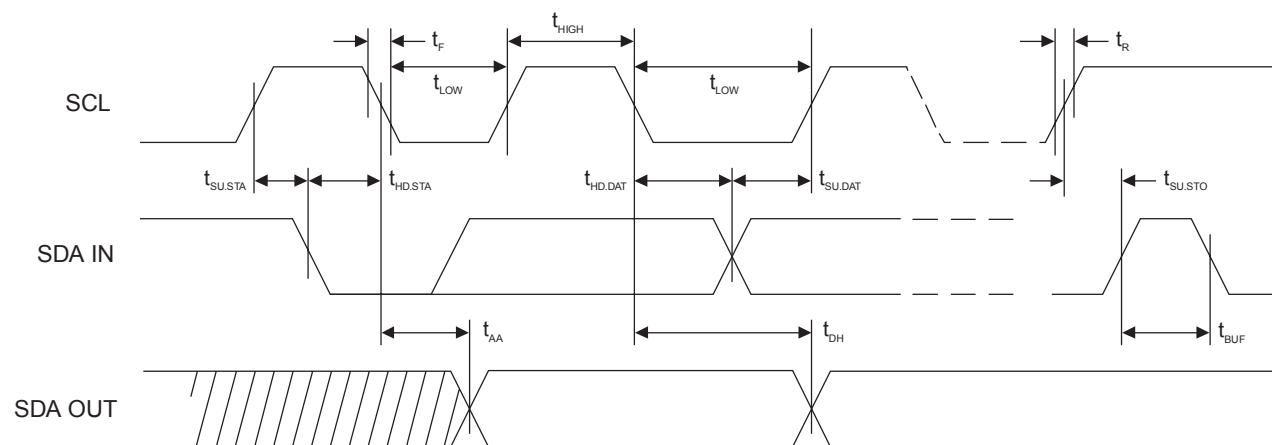 tHIGH
tF
tR
tLOW
tLOW
SCL
tSU.STA
tHD.STA
tHD.DAT
tSU.DAT
tSU.STO
SDA IN
tAA
tDH
tBUF
SDA OUT